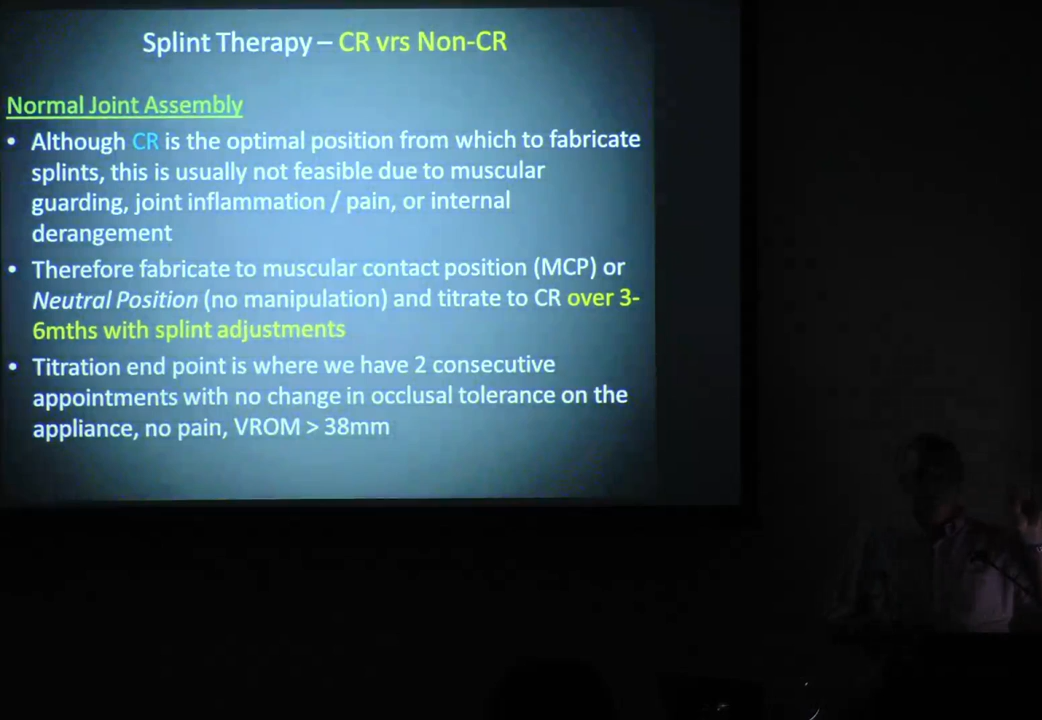 Splint Therapy – CR vrs Non-CR
Normal Joint Assembly
• Although CR is the optimal position from which to fabricate
splints, this is usually not feasible due to muscular
guarding, joint inflammation / pain, or internal
derangement
• Therefore fabricate to muscular contact position (MCP) or
Neutral Position (no manipulation) and titrate to CR over 3-
6mths with splint adjustments
• Titration end point is where we have 2 consecutive
appointments with no change in occlusal tolerance on the
appliance, no pain, VROM > 38mm